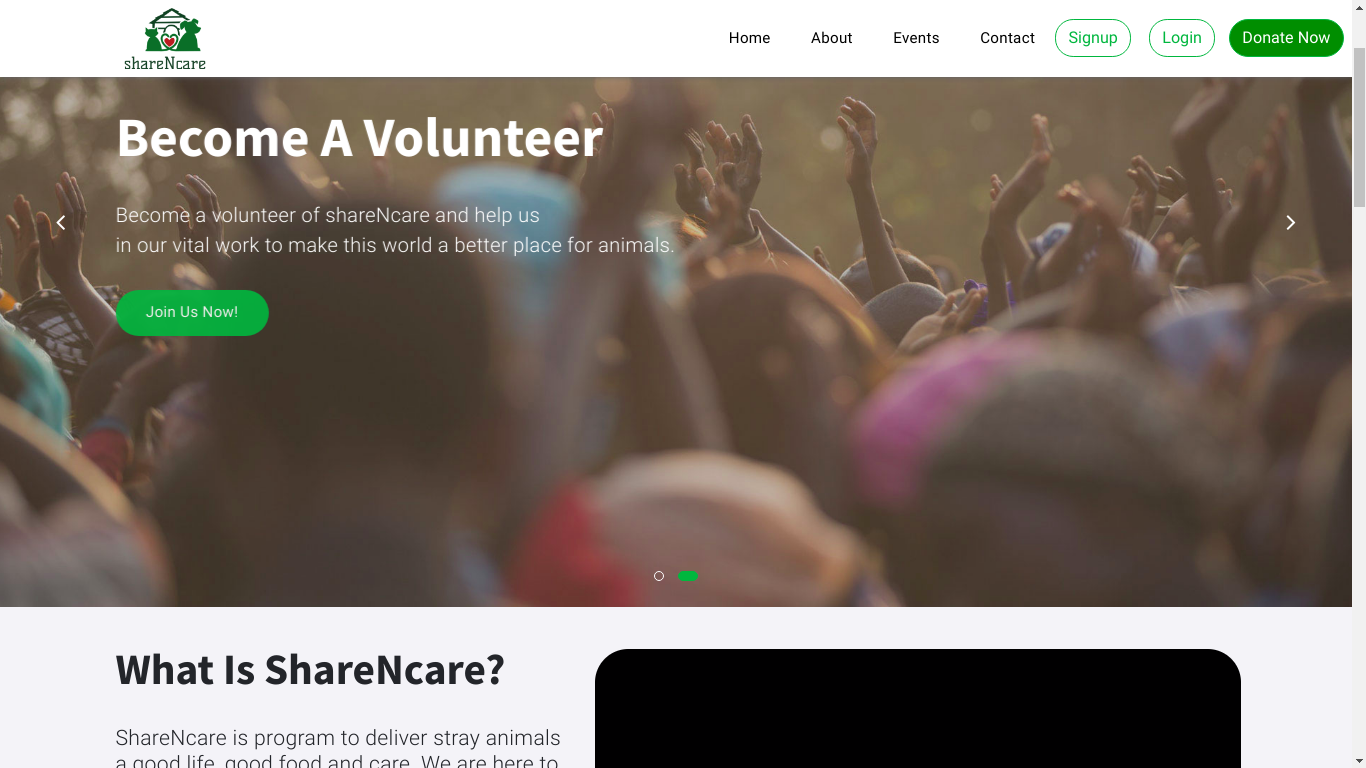 shareNcare
Home
About
Events
Contact
Signup
Login
Donate Now
Become A Volunteer
Become a volunteer of shareNcare and help us
in our vital work to make this world a better place for animals.
Join Us Now!
What Is ShareNcare?
ShareNcare is program to deliver stray animals
a good life, good food and care. We are here to